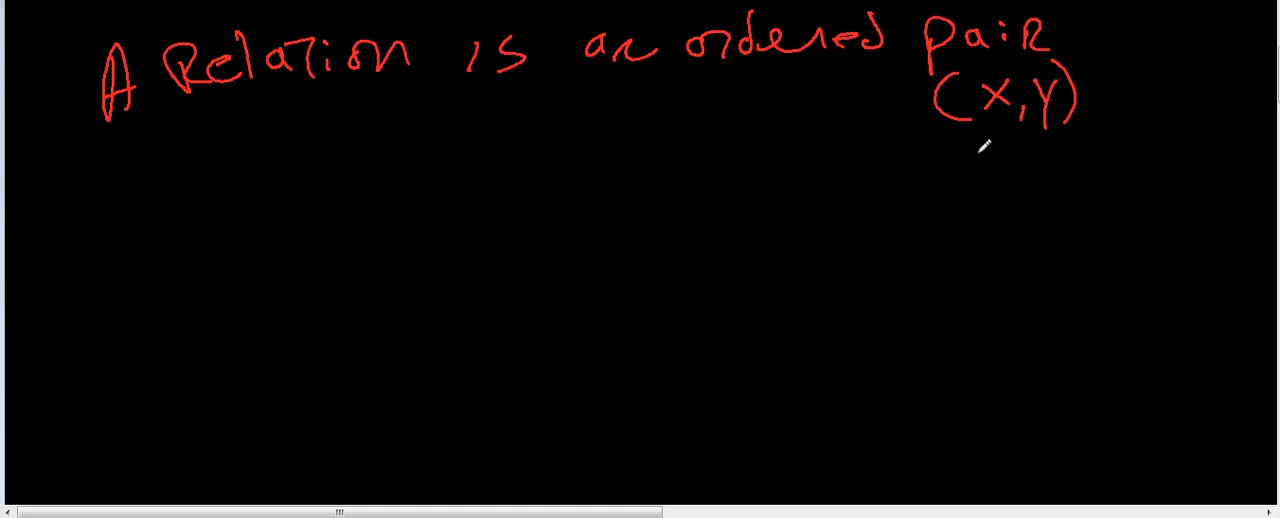 A Relation is an ordered pair
(X,Y)